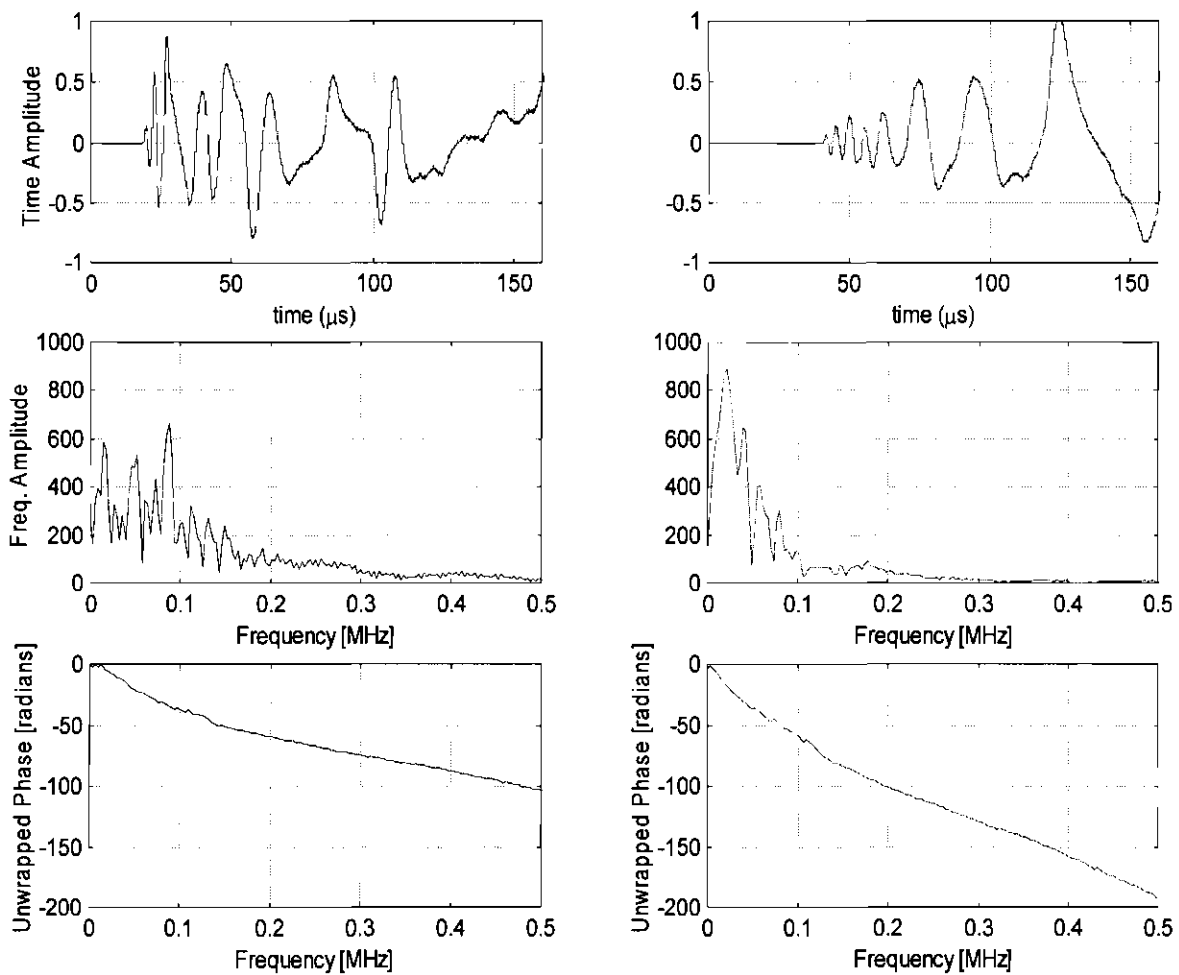 Time Amplitude
1
0.5
0
-0.5
-1
0 50 100 150
time (μs)
1
0.5
0
-0.5
-1
0 50 100 150
time (μs)
Freq. Amplitude
1000
800
600
400
200
0
0 0.1 0.2 0.3 0.4 0.5
Frequency [MHz]
1000
800
600
400
200
0
0 0.1 0.2 0.3 0.4 0.5
Frequency [MHz]
Unwrapped Phase [radians]
0
-50
-100
-150
-200
0 0.1 0.2 0.3 0.4 0.5
Frequency [MHz]
Unwrapped Phase [radians]
0
-50
-100
-150
-200
0 0.1 0.2 0.3 0.4 0.5
Frequency [MHz]